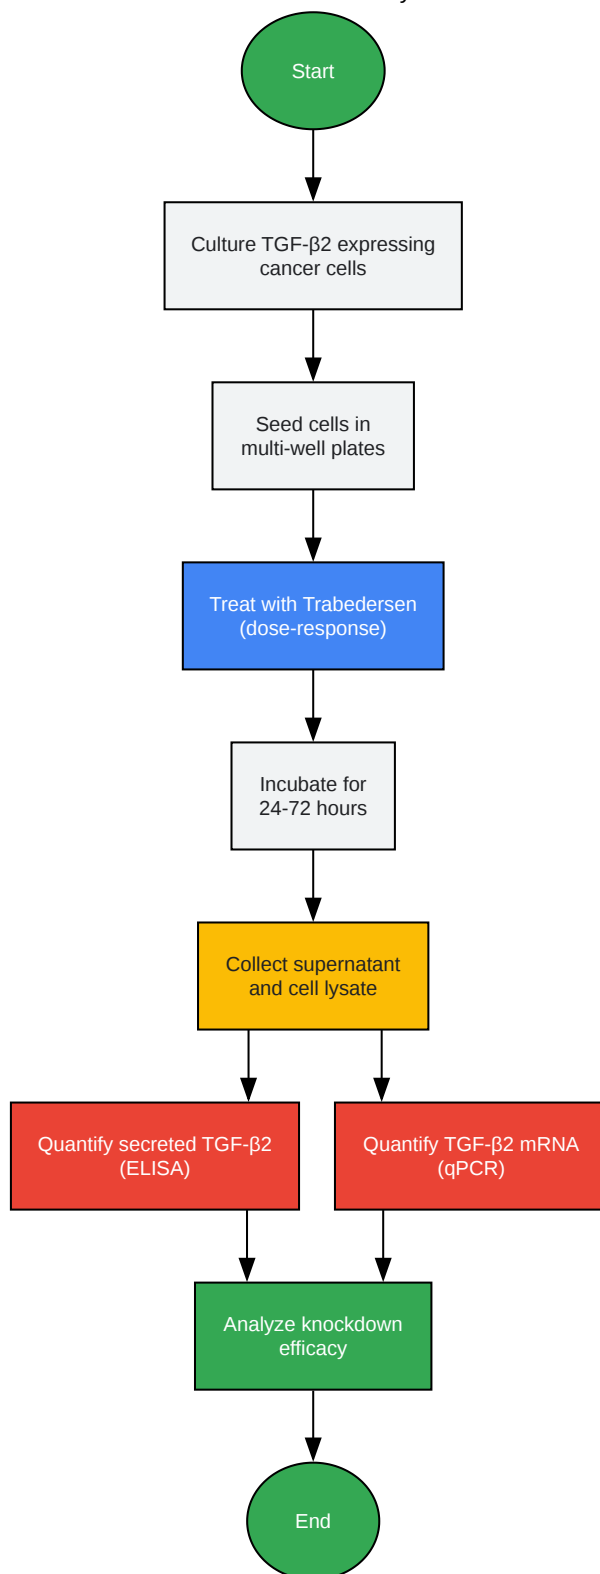 Start
Culture TGF-β2 expressing
cancer cells
Seed cells in
multi-well plates
Treat with Trabedersen
(dose-response)
Incubate for
24-72 hours
Collect supernatant
and cell lysate
Quantify secreted TGF-β2
(ELISA)
Quantify TGF-β2 mRNA
(qPCR)
Analyze knockdown
efficacy
End